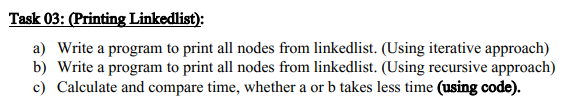 Task 03: (Printing Linkedlist):
a) Write a program to print all nodes from linkedlist. (Using iterative approach)
b) Write a program to print all nodes from linkedlist. (Using recursive approach)
c) Calculate and compare time, whether a or b takes less time (using code).